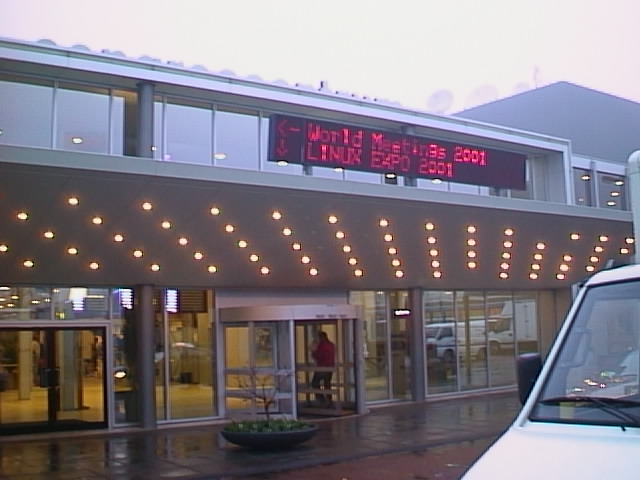 <- World Meetings 2001
↓ LINUX EXPO 2001